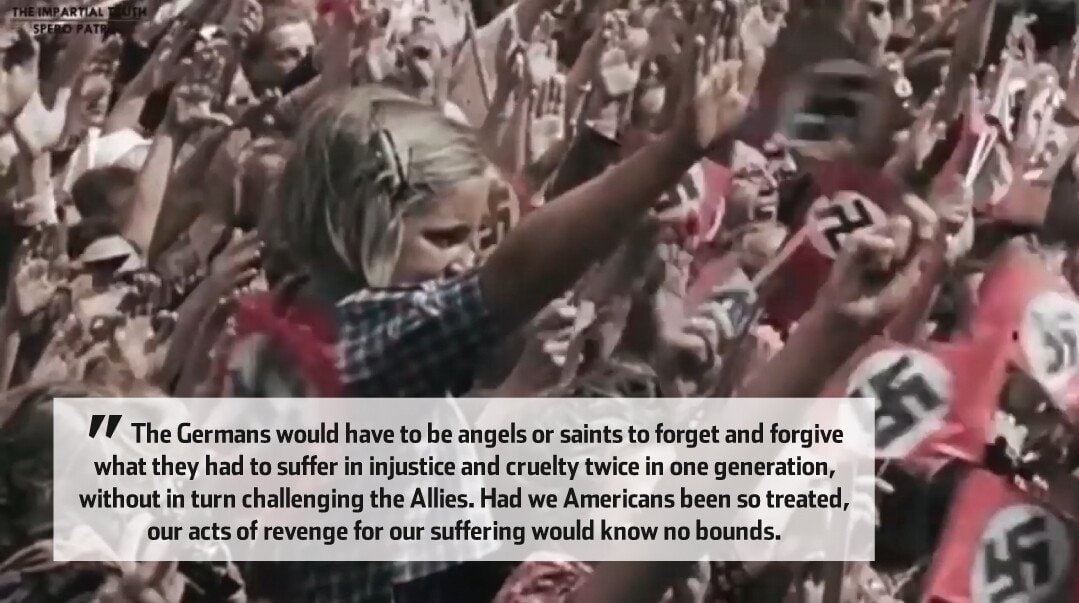 THE IMPARTIAL TRUTH
SPERO PATRIA
" The Germans would have to be angels or saints to forget and forgive
what they had to suffer in injustice and cruelty twice in one generation,
without in turn challenging the Allies. Had we Americans been so treated,
our acts of revenge for our suffering would know no bounds.